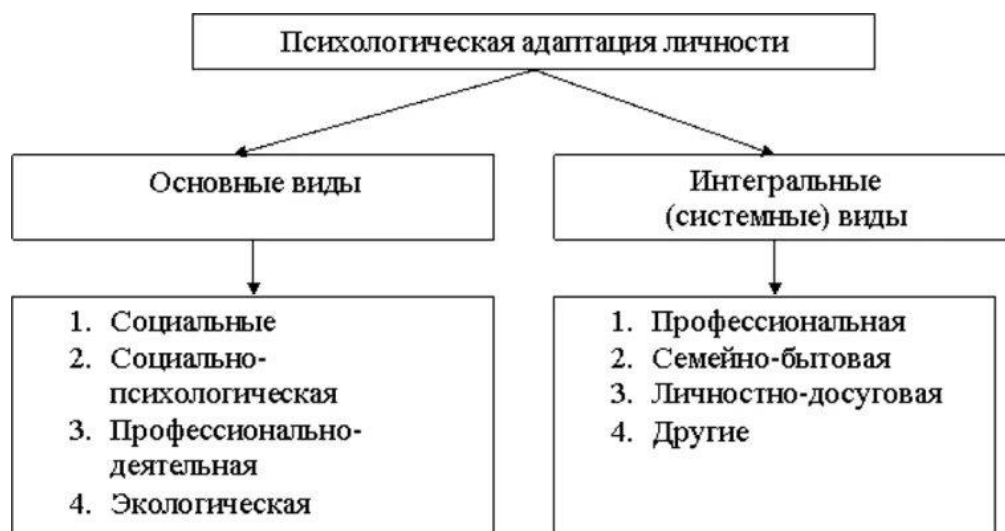 Психологическая адаптация личности
Основные виды
Интегральные
(системные) виды
1. Социальные
2. Социально-
психологическая
3. Профессионально-
деятельная
4. Экологическая
1. Профессиональная
2. Семейно-бытовая
3. Личностно-досуговая
4. Другие